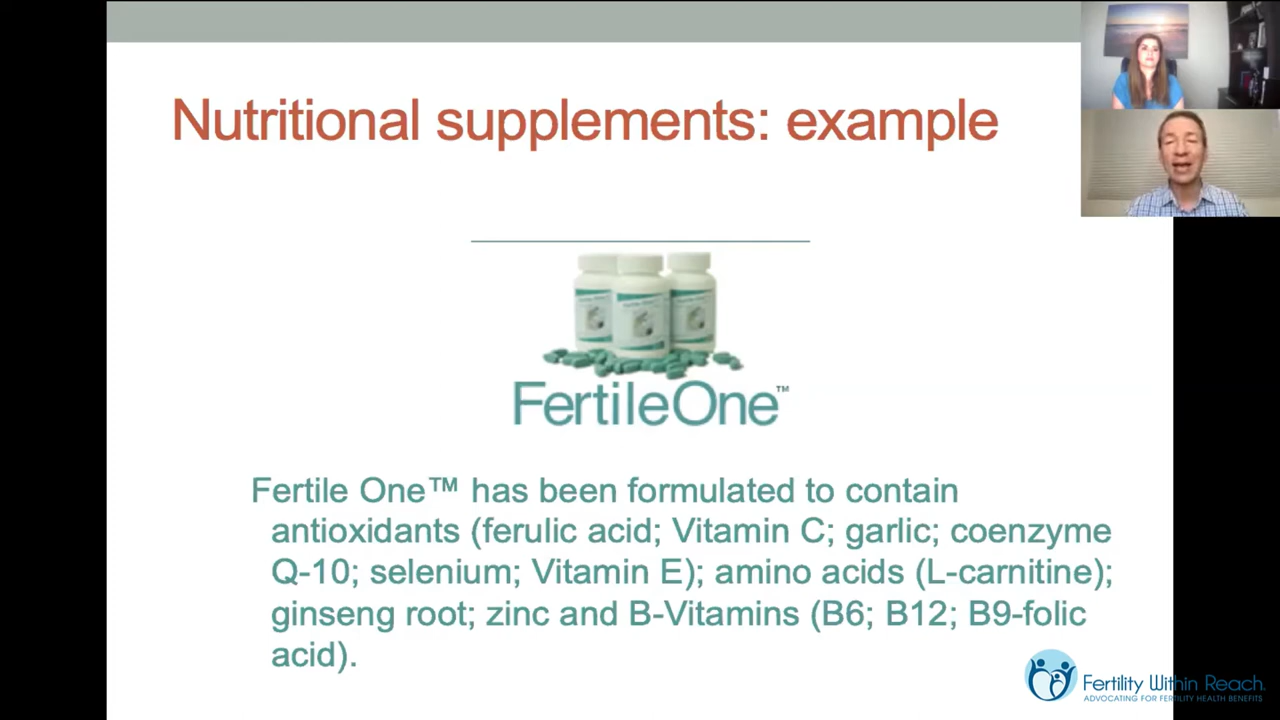 Nutritional supplements: example
FertileOne™
Fertile One™ has been formulated to contain
antioxidants (ferulic acid; Vitamin C; garlic; coenzyme
Q-10; selenium; Vitamin E); amino acids (L-carnitine);
ginseng root; zinc and B-Vitamins (B6; B12; B9-folic
acid).
Fertility Within Reach.
ADVOCATING FOR FERTILITY HEALTH BENEFITS